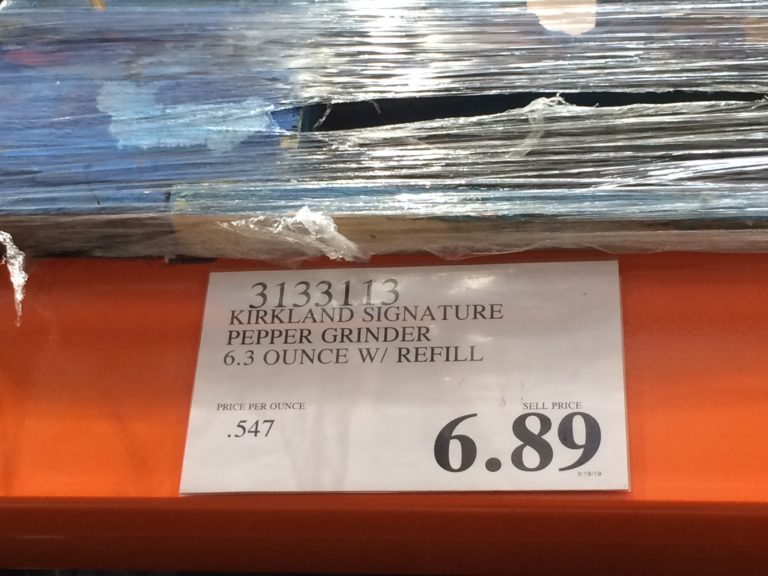 3133113
KIRKLAND SIGNATURE
PEPPER GRINDER
6.3 OUNCE W/ REFILL
PRICE PER OUNCE
.547
SELL PRICE
6.89
3/18/19